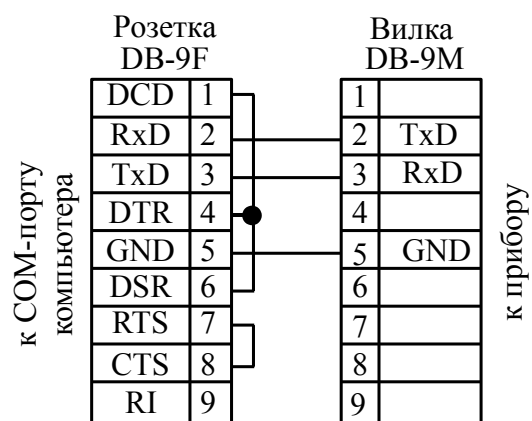 Розетка
DB-9F
Вилка
DB-9M
DCD 1
RxD 2
TxD 3
DTR 4
GND 5
DSR 6
RTS 7
CTS 8
RI 9
1
2 TxD
3 RxD
4
5 GND
6
7
8
9
к COM-порту
компьютера
к прибору